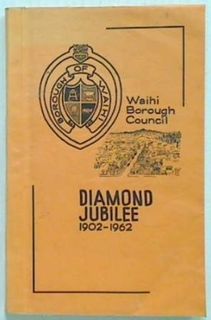 BOROUGH OF WAIHI
Waihi
Borough
Council
DIAMOND
JUBILEE
1902-1962